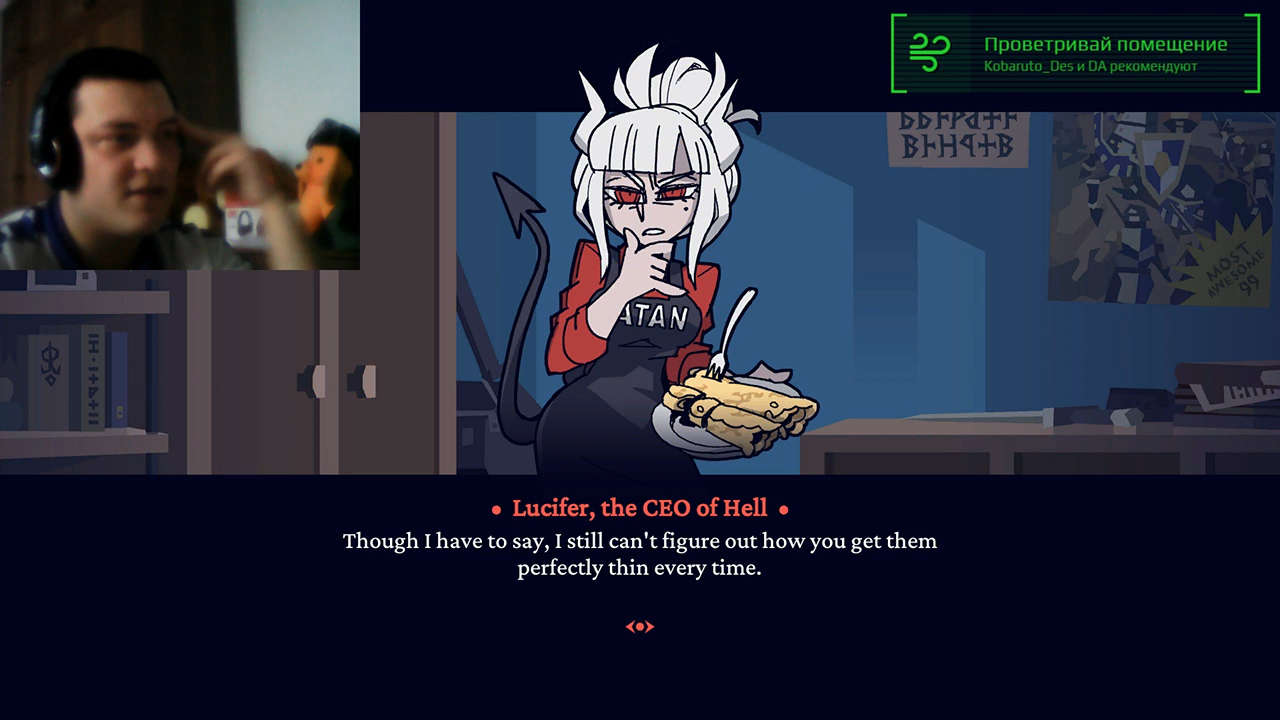 Проветривай помещение
Kobaruto_Des и DA рекомендуют
MOST
AWESOME
99
ATAN
• Lucifer, the CEO of Hell •
Though I have to say, I still can't figure out how you get them
perfectly thin every time.